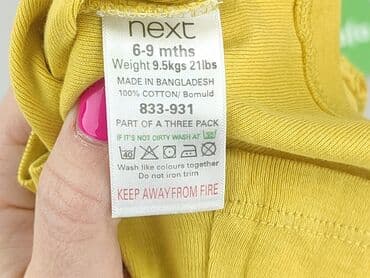 next
6-9 mths
Weight 9.5kgs 21lbs
MADE IN BANGLADESH
100% COTTON/ Bomuld
833-931
PART OF A THREE PACK
IF IT'S NOT DIRTY WASH AT 30°
40
Wash like colours together
Do not iron trim
KEEP AWAY FROM FIRE